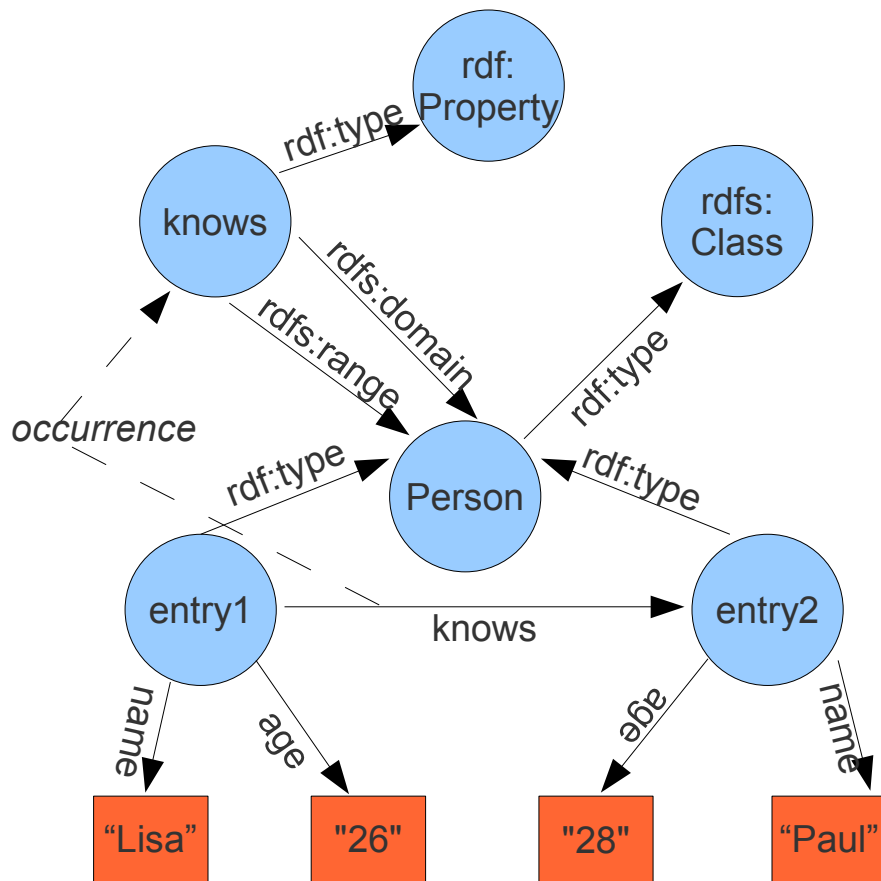 rdf:
Property
rdf:type
knows
rdfs:
Class
rdfs:domain
rdfs:range
rdf:type
occurrence
rdf:type
Person
rdf:type
entry1
knows
entry2
name
age
age
name
“Lisa”
"26"
"28"
“Paul”